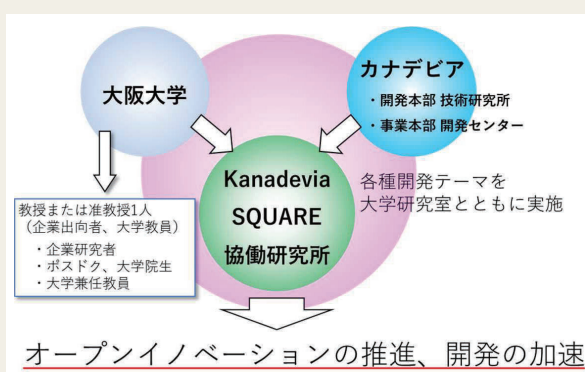 大阪大学
カナデビア
・開発本部 技術研究所
・事業本部 開発センター
Kanadevia
SQUARE
協働研究所
各種開発テーマを
大学研究室とともに実施
教授または准教授1人
（企業出向者、大学教員）
・企業研究者
・ポスドク、大学院生
・大学兼任教員
オープンイノベーションの推進、開発の加速